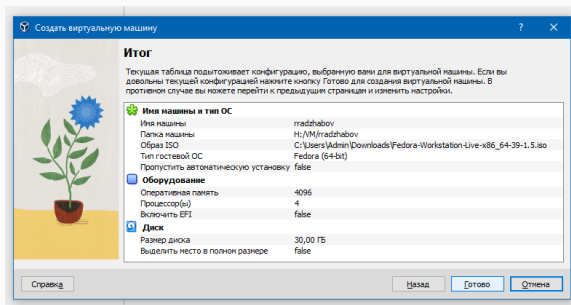 Создать виртуальную машину
Итог
Текущая таблица подытоживает конфигурацию, выбранную вами для виртуальной машины. Если вы
довольны текущей конфигурацией нажмите кнопку Готово для создания виртуальной машины. В
противном случае вы можете перейти к предыдущим страницам и изменить настройки.
Имя машины и тип ОС
Имя машины rradzhabov
Папка машины H:/VM/rradzhabov
Образ ISO C:\Users\Admin\Downloads\Fedora-Workstation-Live-x86_64-39-1.5.iso
Тип гостевой ОС Fedora (64-bit)
Пропустить автоматическую установку false
Оборудование
Оперативная память 4096
Процессор(ы) 4
Включить EFI false
Диск
Размер диска 30,00 ГБ
Выделить место в полном размере false
Справка Назад Готово Отмена